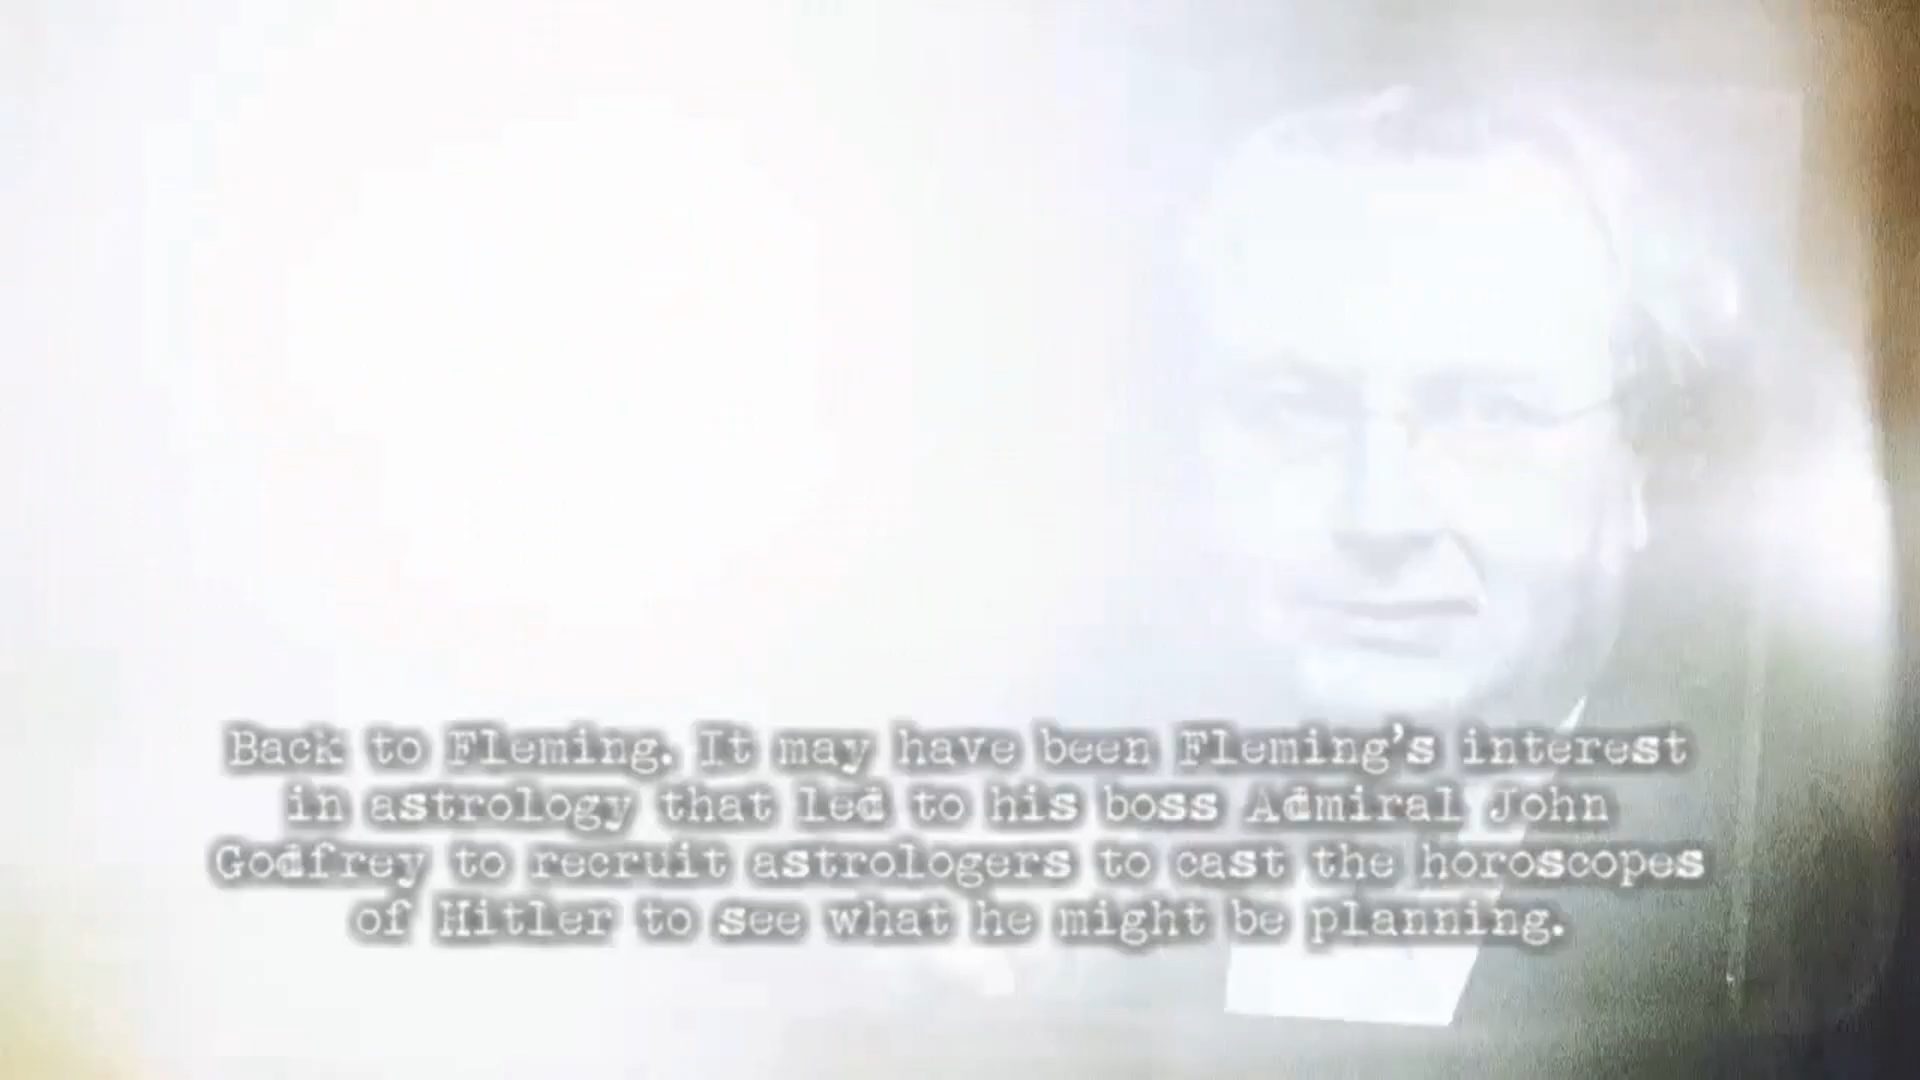 Back to Fleming. It may have been Fleming's interest
in astrology that led to his boss Admiral John
Godfrey to recruit astrologers to cast the horoscopes
of Hitler to see what he might be planning.